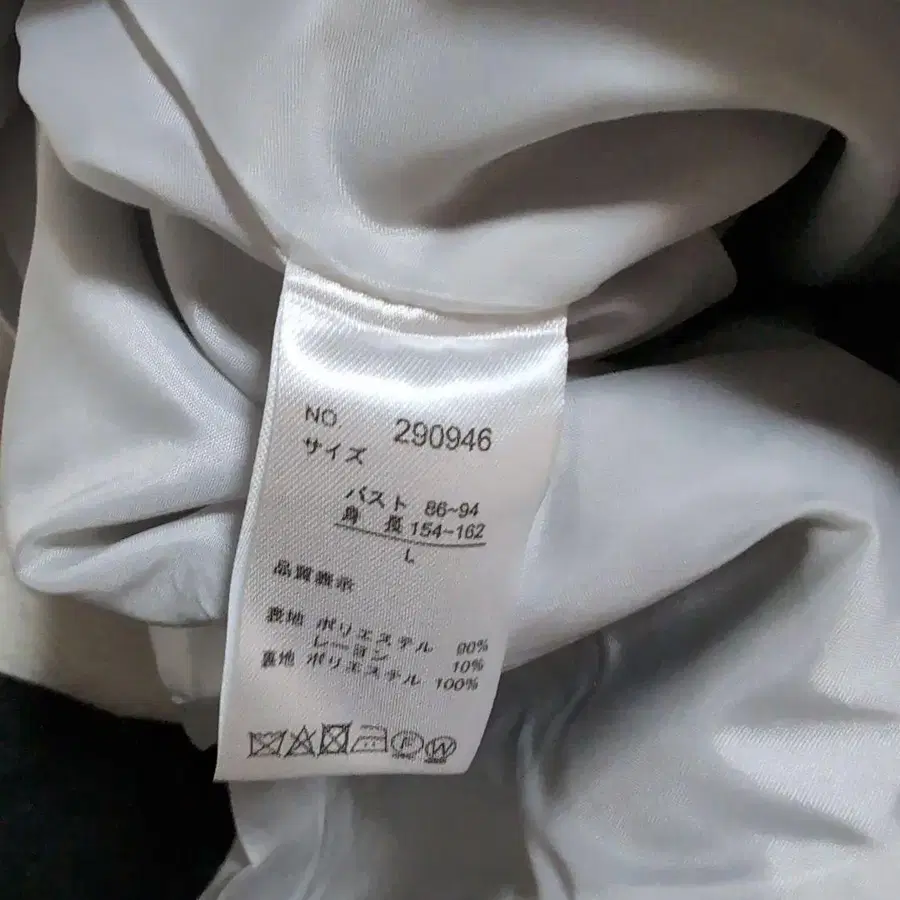 NO. 290946
サイズ
バスト 86~94
身 長 154~162
L
品質表示
表地 ポリエステル 90%
レーヨン 10%
裏地 ポリエステル 100%